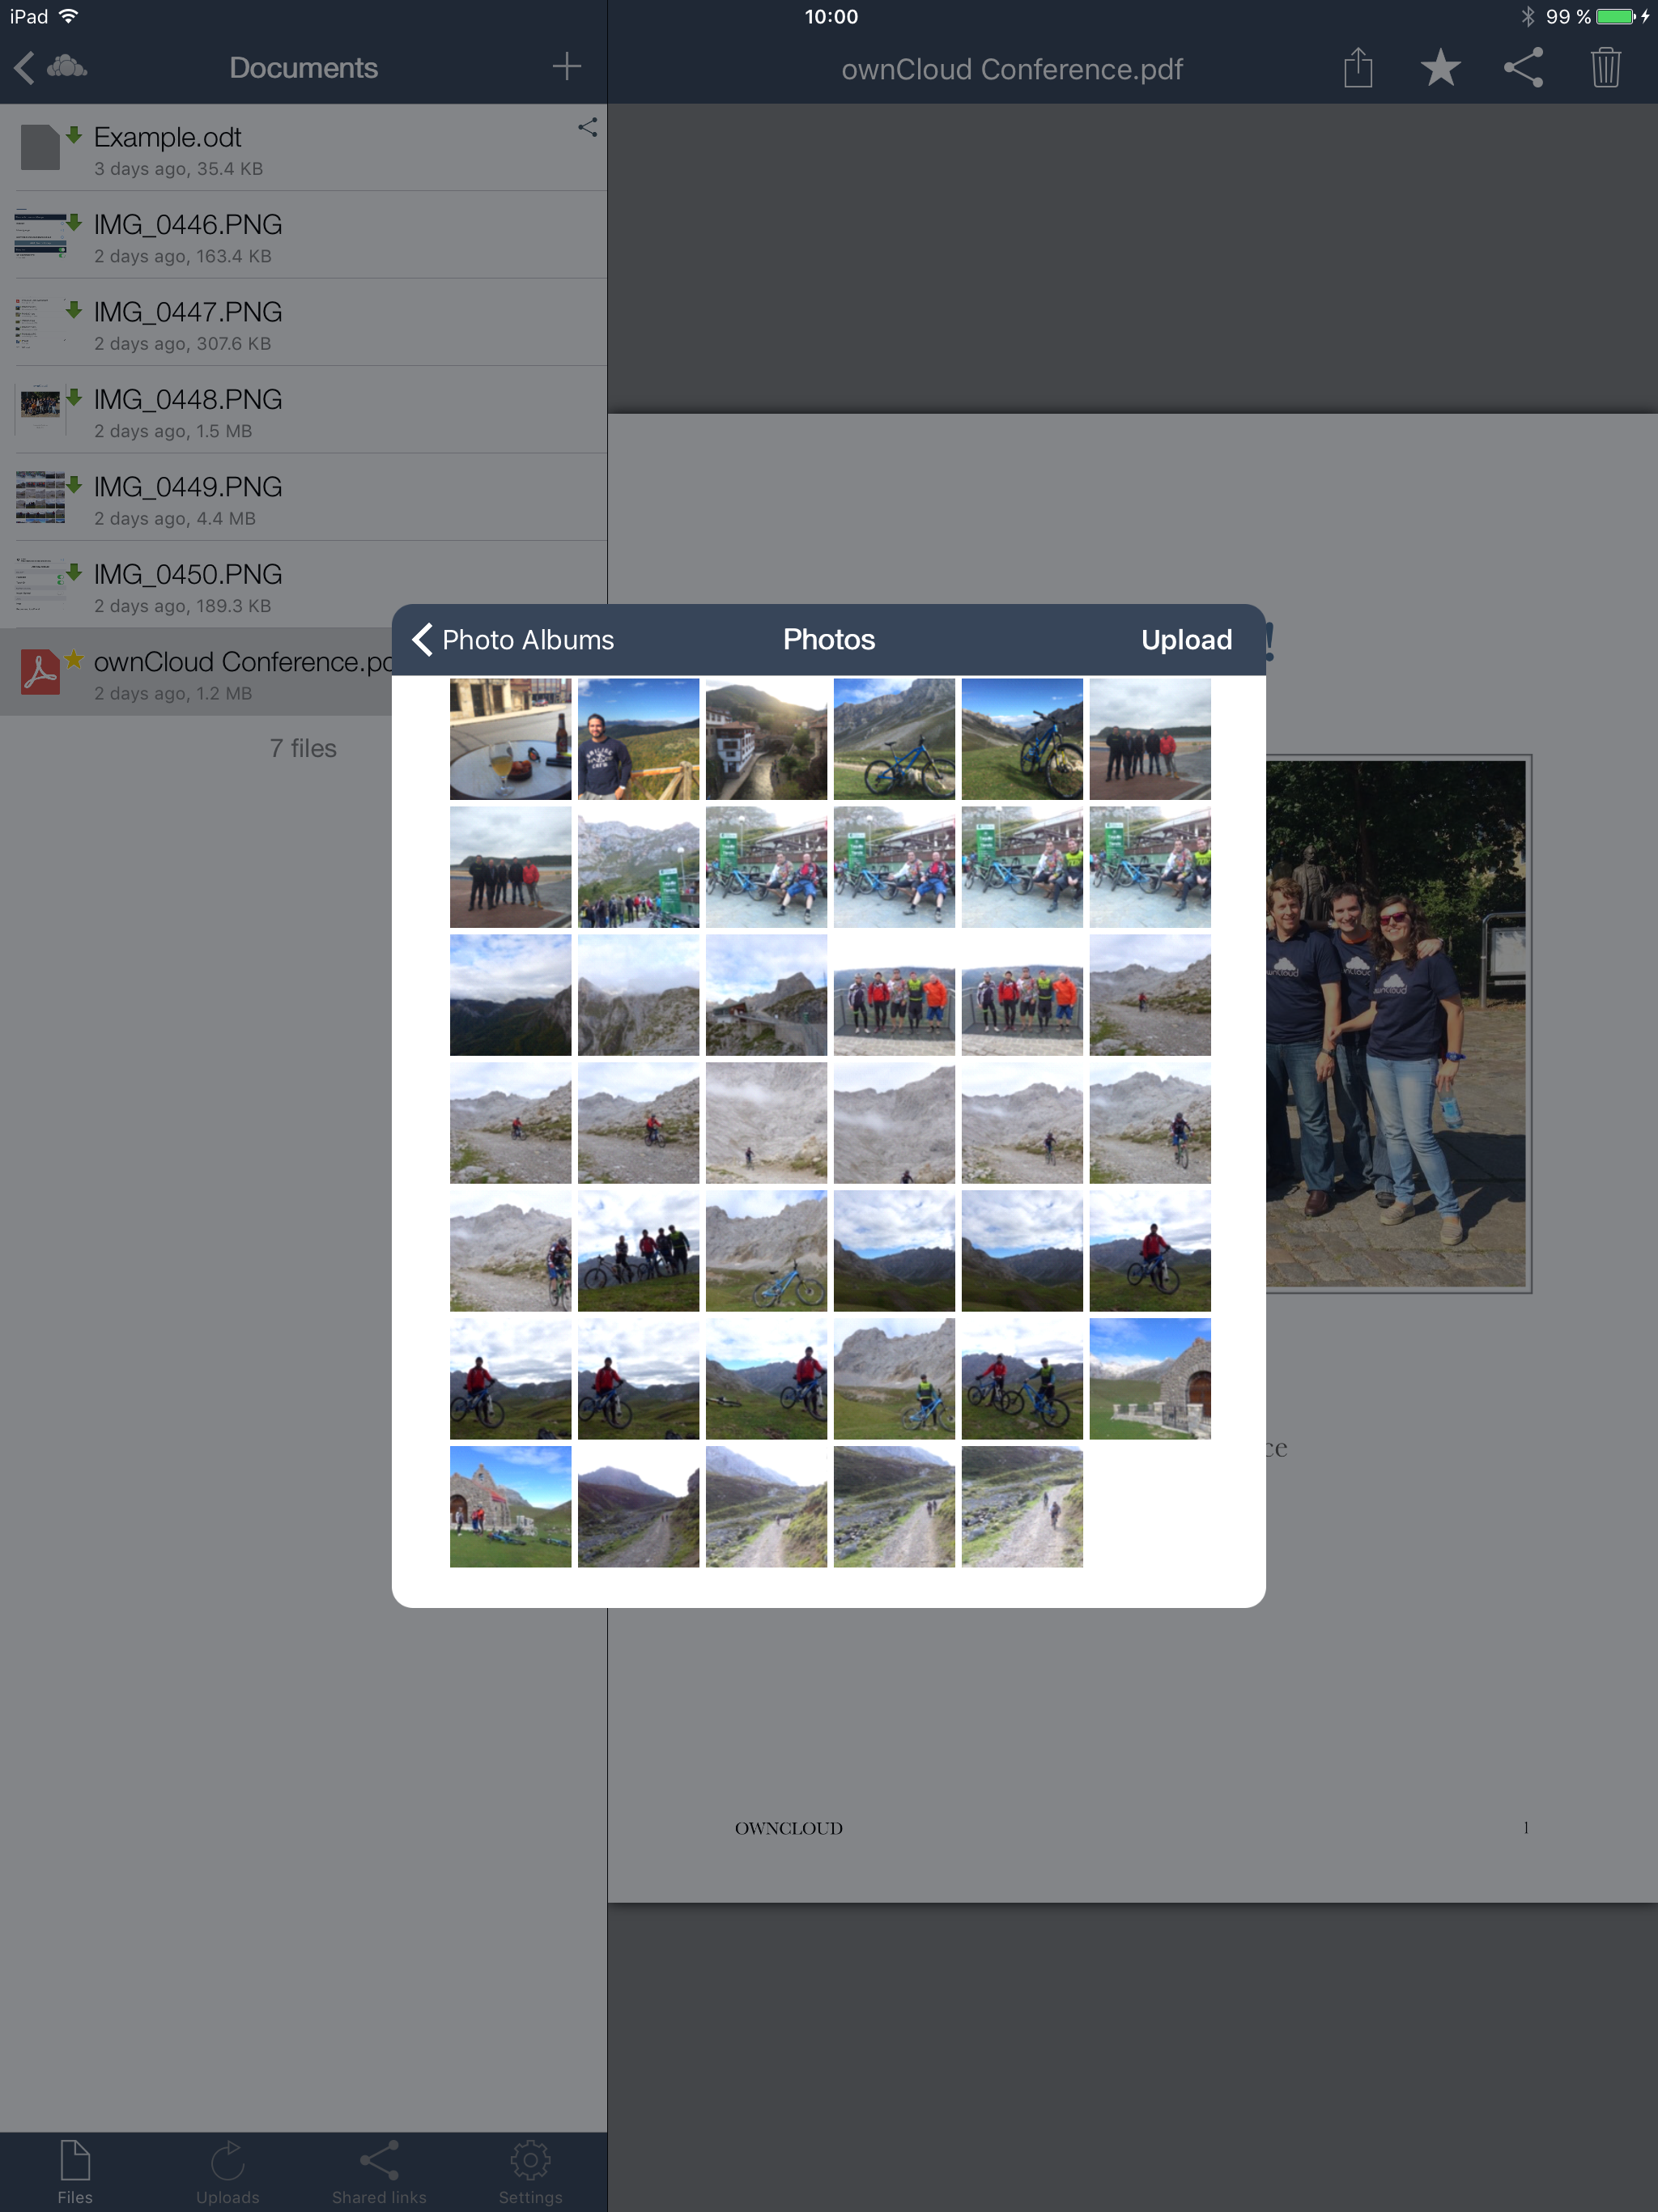 iPad 10:00 99 %
Documents
ownCloud Conference.pdf
Example.odt
3 days ago, 35.4 KB
IMG_0446.PNG
2 days ago, 163.4 KB
IMG_0447.PNG
2 days ago, 307.6 KB
IMG_0448.PNG
2 days ago, 1.5 MB
IMG_0449.PNG
2 days ago, 4.4 MB
IMG_0450.PNG
2 days ago, 189.3 KB
ownCloud Conference.pd
2 days ago, 1.2 MB
7 files
Photo Albums Photos Upload
!
ce
OWNCLOUD 1
Files Uploads Shared links Settings